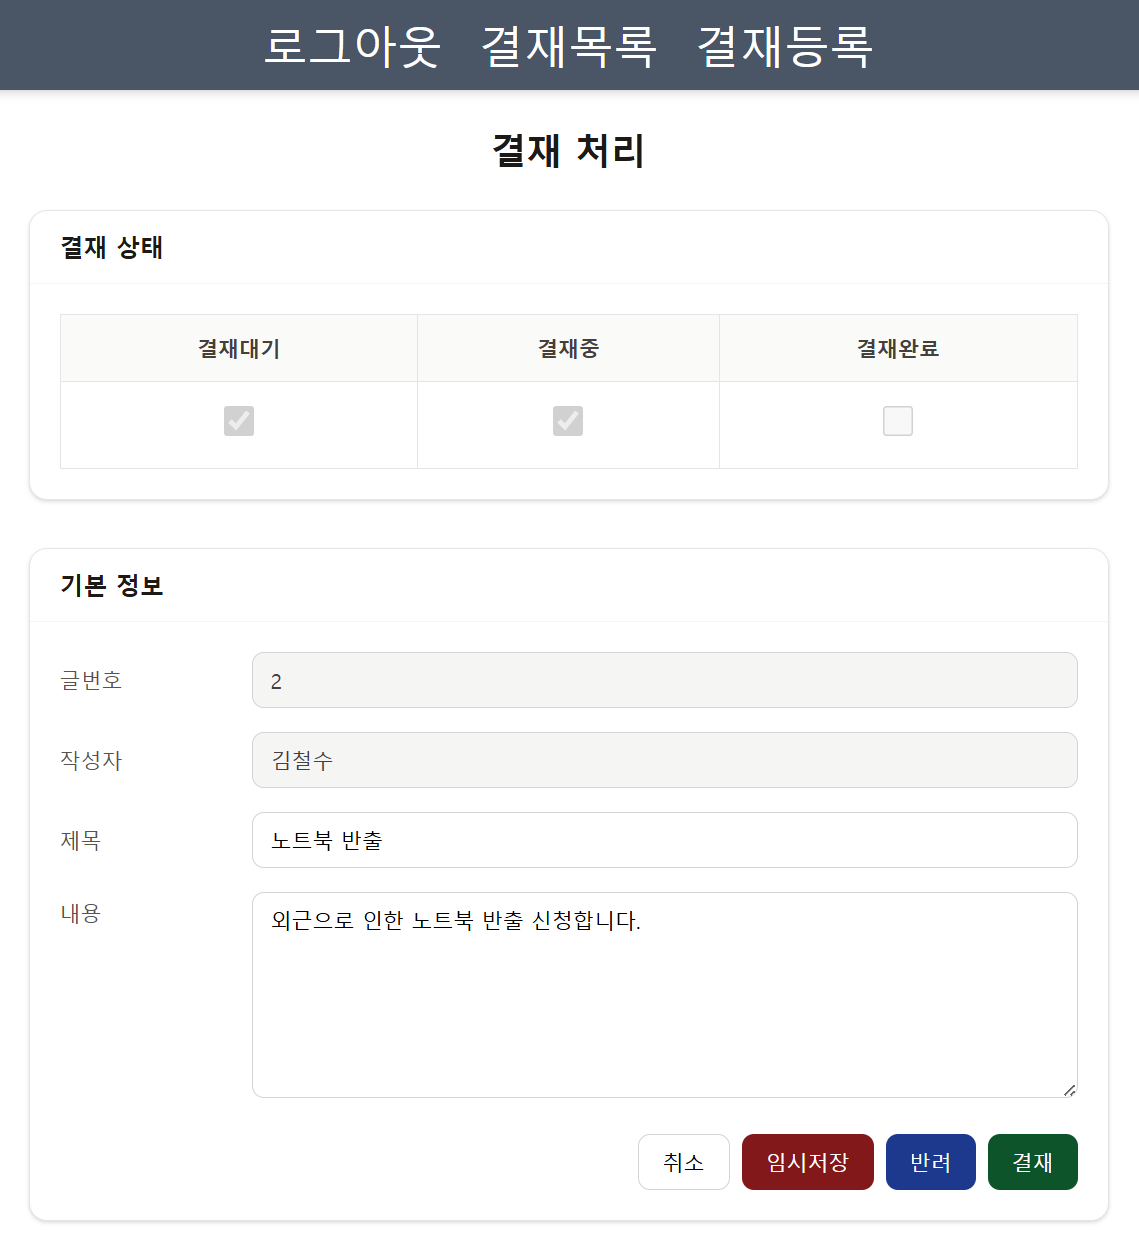 로그아웃 결재목록 결재등록
결재 처리
결재 상태
결재대기 결재중 결재완료
기본 정보
글번호 2
작성자 김철수
제목 노트북 반출
내용 외근으로 인한 노트북 반출 신청합니다.
취소 임시저장 반려 결재